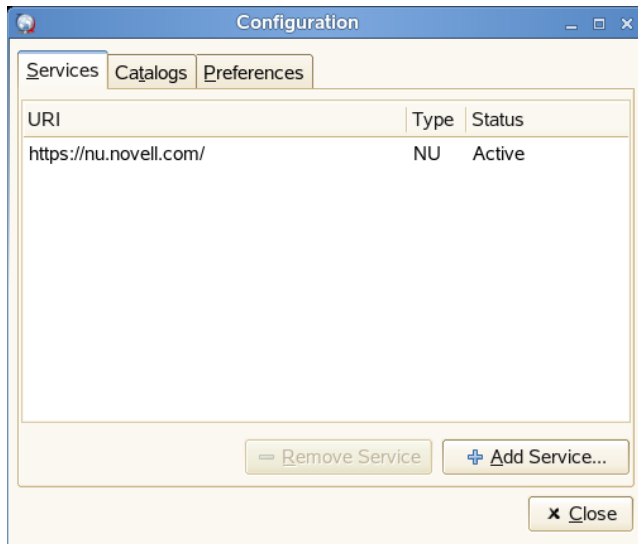 Configuration
Services Catalogs Preferences
URI Type Status
https://nu.novell.com/ NU Active
Remove Service Add Service...
Close